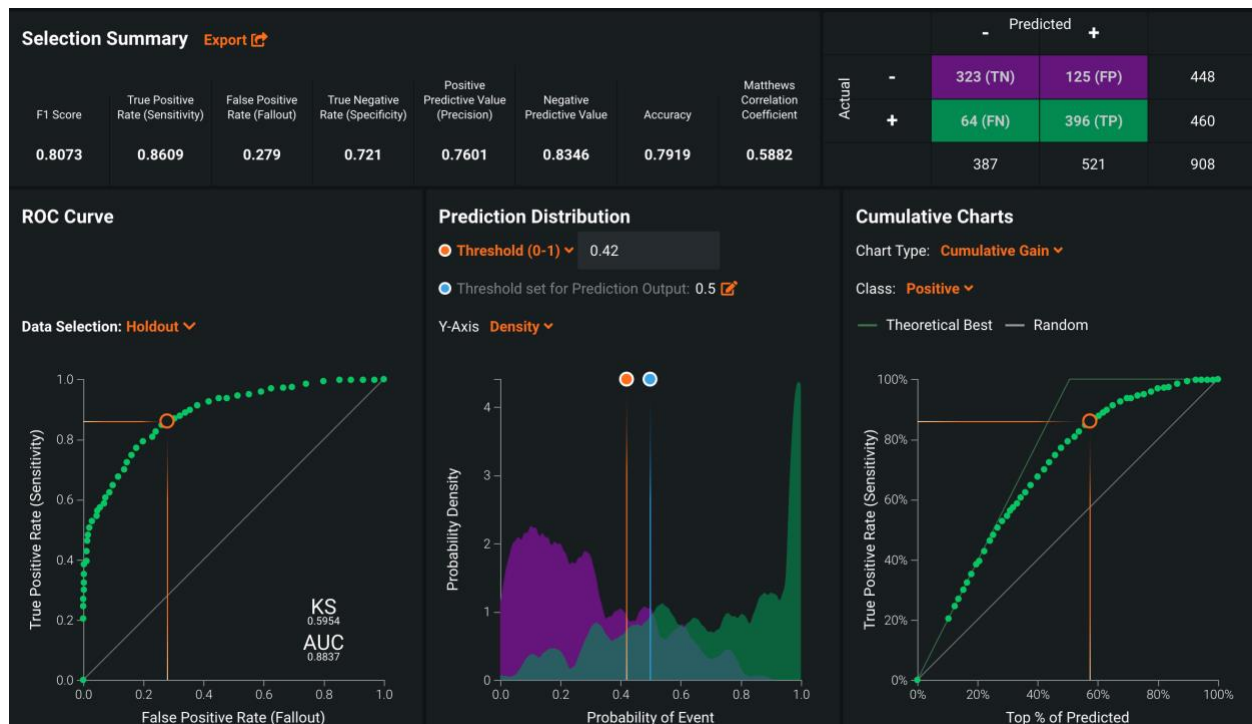 Selection Summary Export
F1 Score
True Positive
Rate (Sensitivity)
False Positive
Rate (Fallout)
True Negative
Rate (Specificity)
Positive
Predictive Value
(Precision)
Negative
Predictive Value
Accuracy
Matthews
Correlation
Coefficient
0.8073 0.8609 0.279 0.721 0.7601 0.8346 0.7919 0.5882
Predicted
- +
Actual
- 323 (TN) 125 (FP) 448
+ 64 (FN) 396 (TP) 460
387 521 908
ROC Curve
Data Selection: Holdout
True Positive Rate (Sensitivity)
1.0
0.8
0.6
0.4
0.2
0.0
KS
0.5954
AUC
0.8837
0.0 0.2 0.4 0.6 0.8 1.0
False Positive Rate (Fallout)
Prediction Distribution
Threshold (0-1) 0.42
Threshold set for Prediction Output: 0.5
Y-Axis Density
Probability Density
4
3
2
1
0
0.0 0.2 0.4 0.6 0.8 1.0
Probability of Event
Cumulative Charts
Chart Type: Cumulative Gain
Class: Positive
Theoretical Best Random
True Positive Rate (Sensitivity)
100%
80%
60%
40%
20%
0%
0% 20% 40% 60% 80% 100%
Top % of Predicted